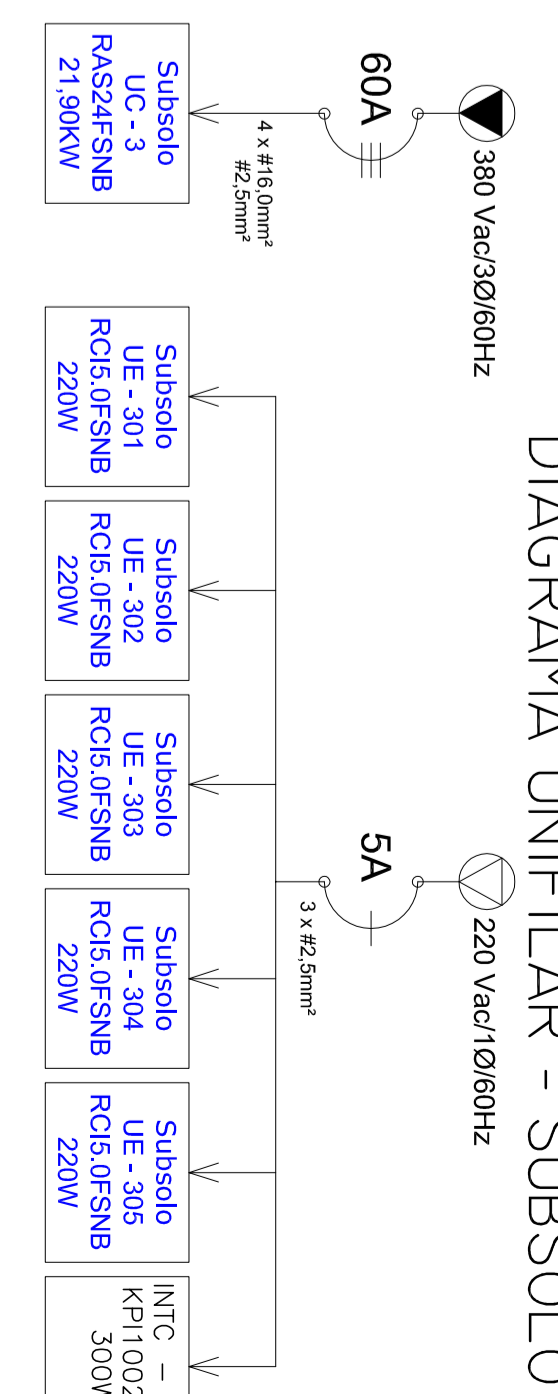 DIAGRAMA UNIFILAR - SUBSOLO
380 Vac/3Ø/60Hz
60A
4 x #16,0mm²
#2,5mm²
Subsolo
UC - 3
RAS24FSNB
21,90KW
220 Vac/1Ø/60Hz
5A
3 x #2,5mm²
Subsolo
UE - 301
RCI5.0FSNB
220W
Subsolo
UE - 302
RCI5.0FSNB
220W
Subsolo
UE - 303
RCI5.0FSNB
220W
Subsolo
UE - 304
RCI5.0FSNB
220W
Subsolo
UE - 305
RCI5.0FSNB
220W
INTC -
KPI1002
300W